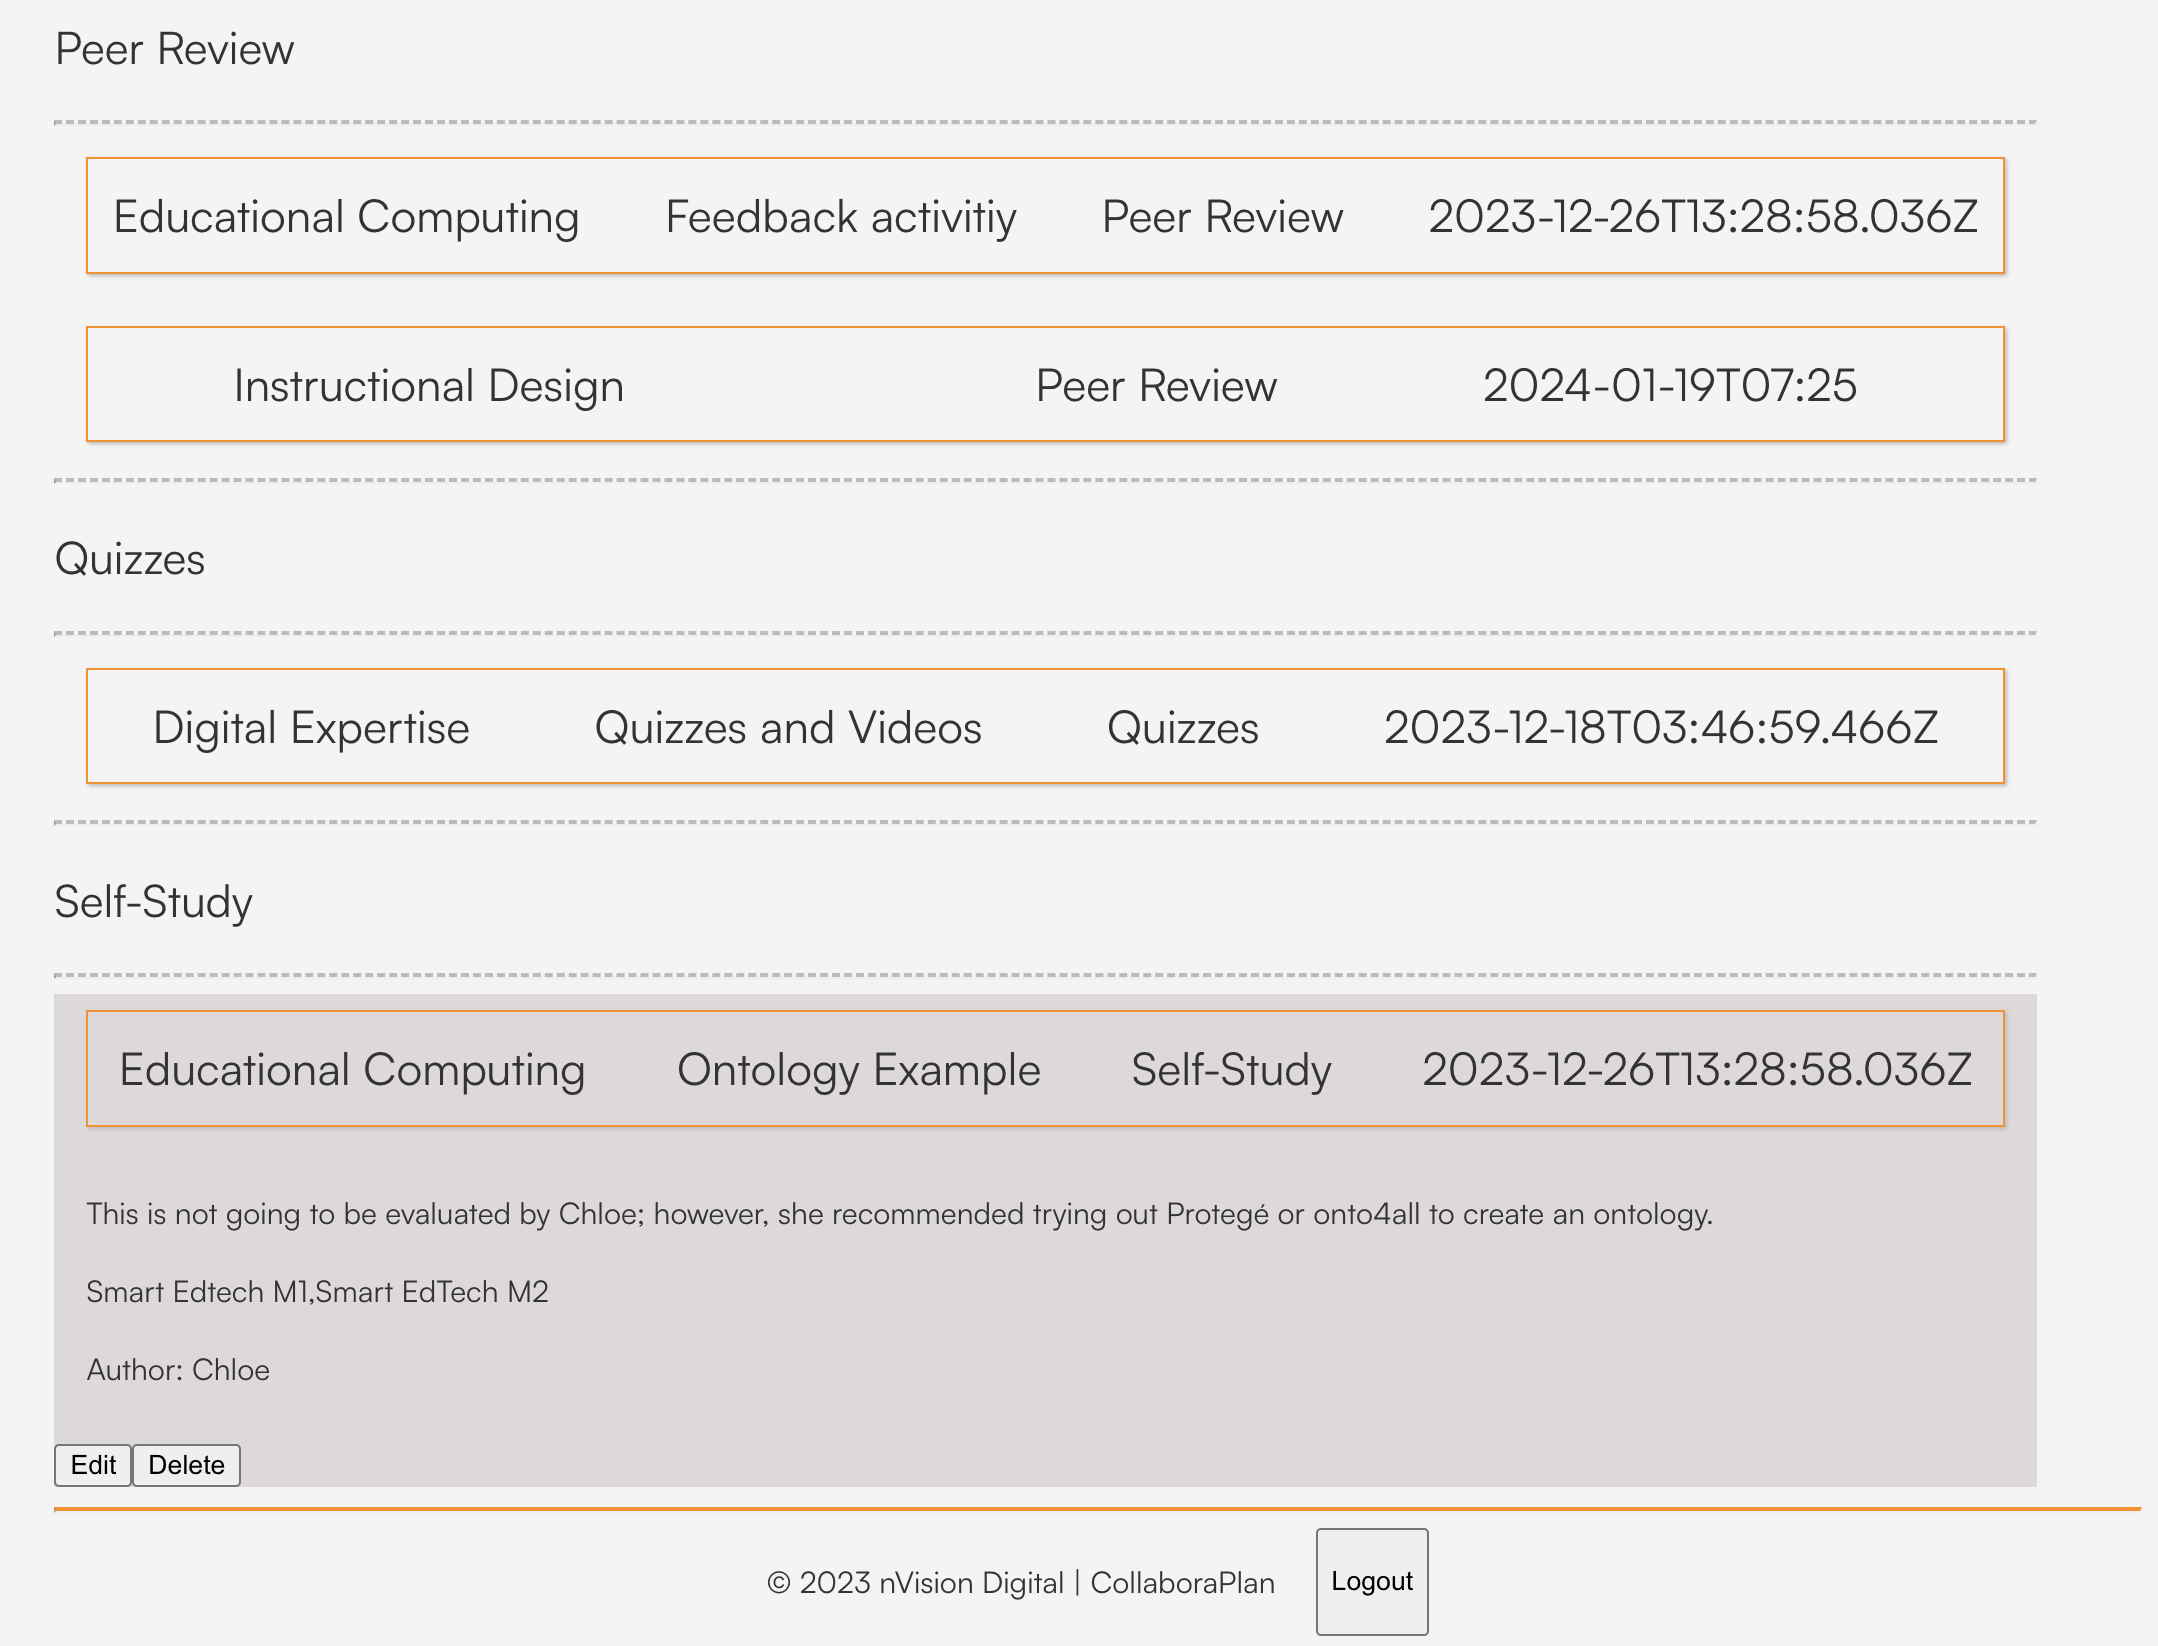 Peer Review
Educational Computing Feedback activitiy Peer Review 2023-12-26T13:28:58.036Z
Instructional Design Peer Review 2024-01-19T07:25
Quizzes
Digital Expertise Quizzes and Videos Quizzes 2023-12-18T03:46:59.466Z
Self-Study
Educational Computing Ontology Example Self-Study 2023-12-26T13:28:58.036Z
This is not going to be evaluated by Chloe; however, she recommended trying out Protegé or onto4all to create an ontology.
Smart Edtech M1,Smart EdTech M2
Author: Chloe
Edit Delete
© 2023 nVision Digital | CollaboraPlan Logout